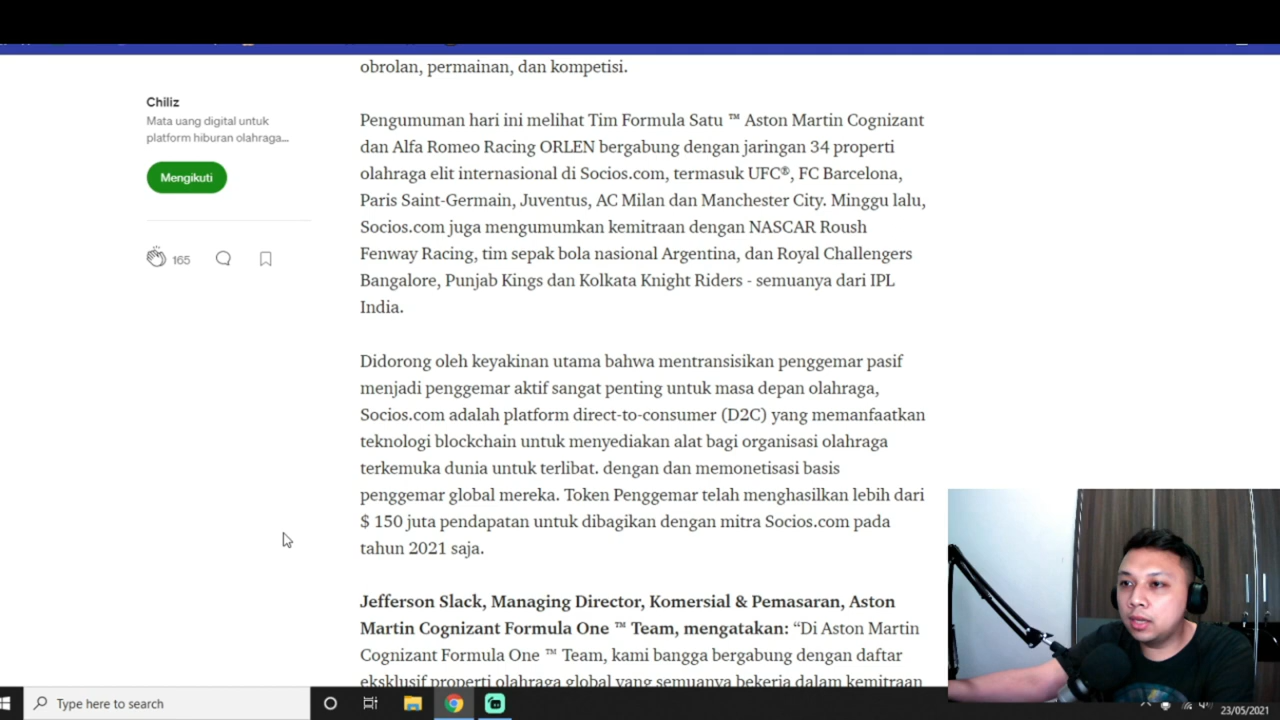 obrolan, permainan, dan kompetisi.
Chiliz
Mata uang digital untuk
platform hiburan olahraga...
Mengikuti
165
Pengumuman hari ini melihat Tim Formula Satu ™ Aston Martin Cognizant
dan Alfa Romeo Racing ORLEN bergabung dengan jaringan 34 properti
olahraga elit internasional di Socios.com, termasuk UFC®, FC Barcelona,
Paris Saint-Germain, Juventus, AC Milan dan Manchester City. Minggu lalu,
Socios.com juga mengumumkan kemitraan dengan NASCAR Roush
Fenway Racing, tim sepak bola nasional Argentina, dan Royal Challengers
Bangalore, Punjab Kings dan Kolkata Knight Riders - semuanya dari IPL
India.
Didorong oleh keyakinan utama bahwa mentransisikan penggemar pasif
menjadi penggemar aktif sangat penting untuk masa depan olahraga,
Socios.com adalah platform direct-to-consumer (D2C) yang memanfaatkan
teknologi blockchain untuk menyediakan alat bagi organisasi olahraga
terkemuka dunia untuk terlibat. dengan dan memonetisasi basis
penggemar global mereka. Token Penggemar telah menghasilkan lebih dari
$ 150 juta pendapatan untuk dibagikan dengan mitra Socios.com pada
tahun 2021 saja.
Jefferson Slack, Managing Director, Komersial & Pemasaran, Aston
Martin Cognizant Formula One ™ Team, mengatakan: “Di Aston Martin
Cognizant Formula One ™ Team, kami bangga bergabung dengan daftar
eksklusif properti olahraga global yang semuanya bekerja dalam kemitraan
Type here to search
23/05/2021